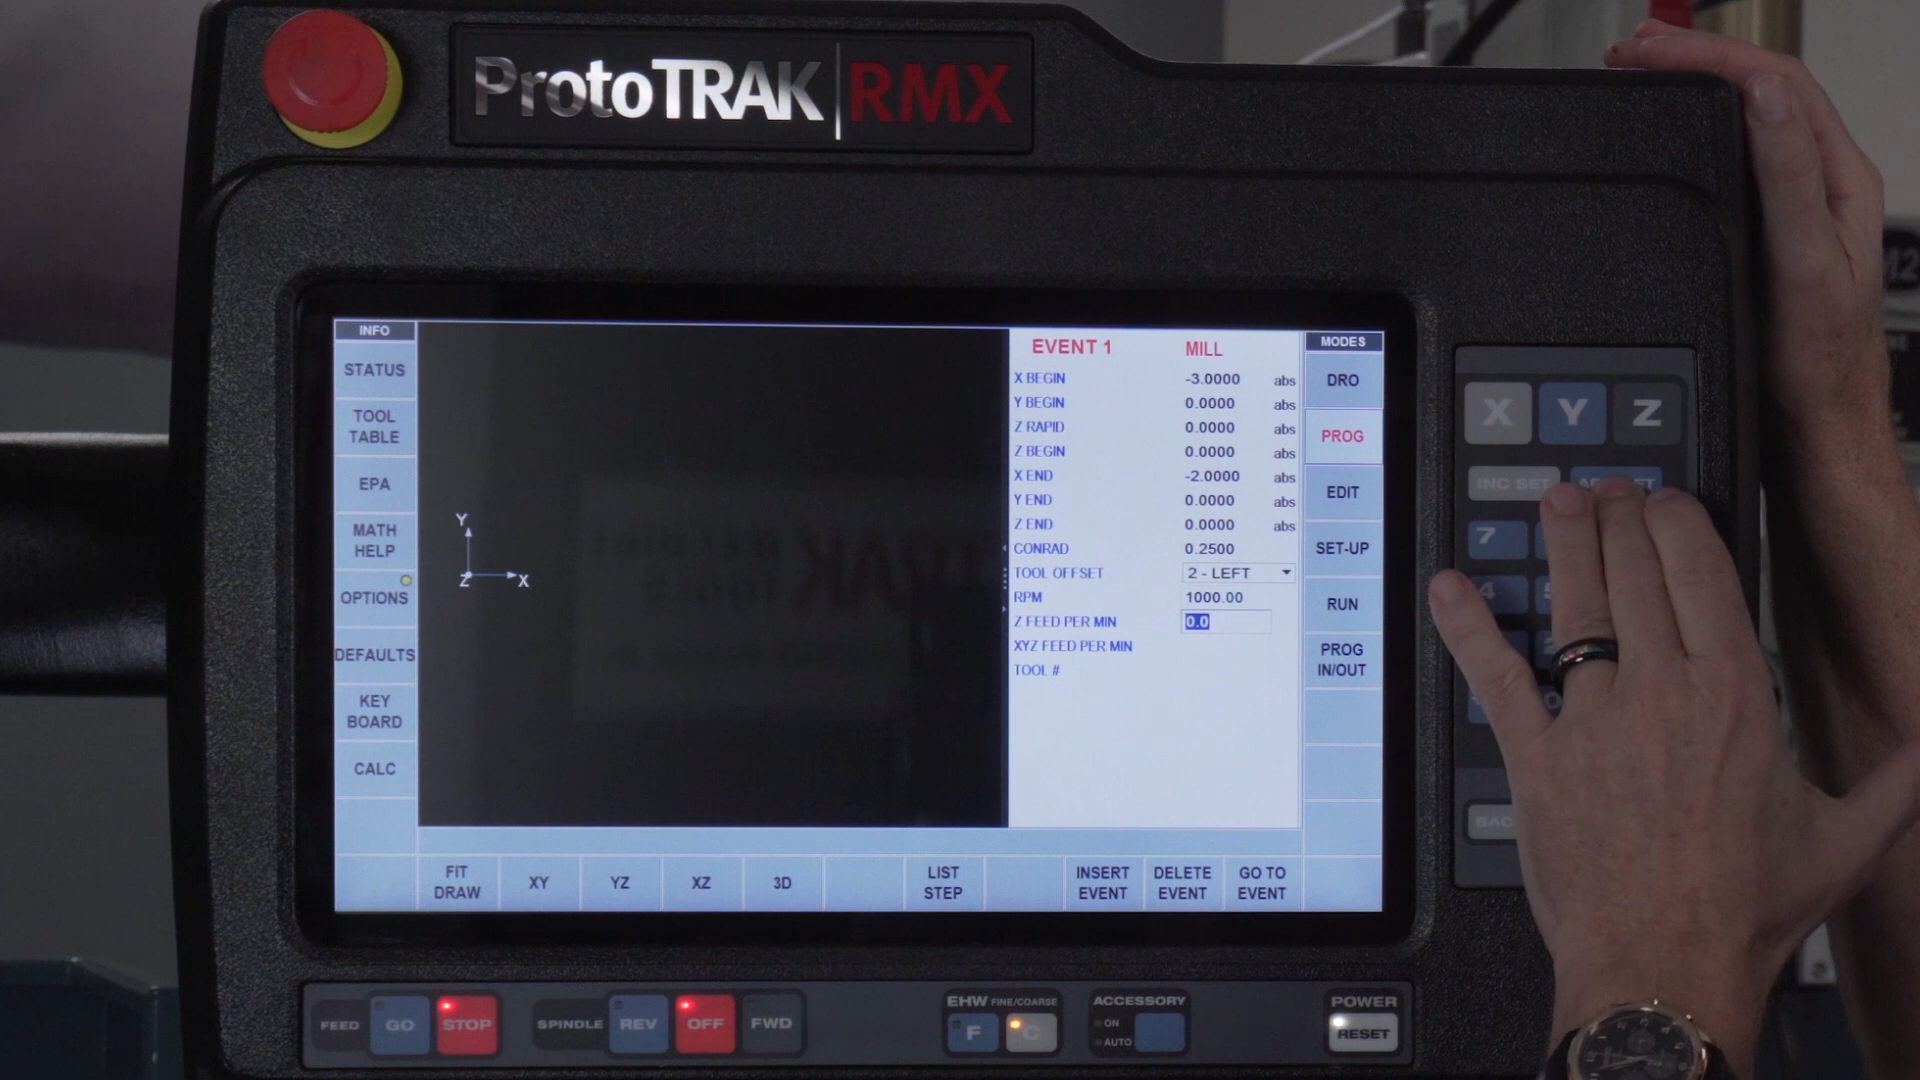 ProtoTRAK RMX
INFO
STATUS
TOOL
TABLE
EPA
MATH
HELP
OPTIONS
DEFAULTS
KEY
BOARD
CALC
Y
Z X
EVENT 1 MILL
X BEGIN -3.0000 abs
Y BEGIN 0.0000 abs
Z RAPID 0.0000 abs
Z BEGIN 0.0000 abs
X END -2.0000 abs
Y END 0.0000 abs
Z END 0.0000 abs
CONRAD 0.2500
TOOL OFFSET 2 - LEFT
RPM 1000.00
Z FEED PER MIN 0.0
XYZ FEED PER MIN
TOOL #
MODES
DRO
PROG
EDIT
SET-UP
RUN
PROG
IN/OUT
FIT
DRAW
XY
YZ
XZ
3D
LIST
STEP
INSERT
EVENT
DELETE
EVENT
GO TO
EVENT
X Y Z
INC SET
7
4
FEED GO STOP
SPINDLE REV OFF FWD
EHW FINE/COARSE
F C
ACCESSORY
ON
AUTO
POWER
RESET